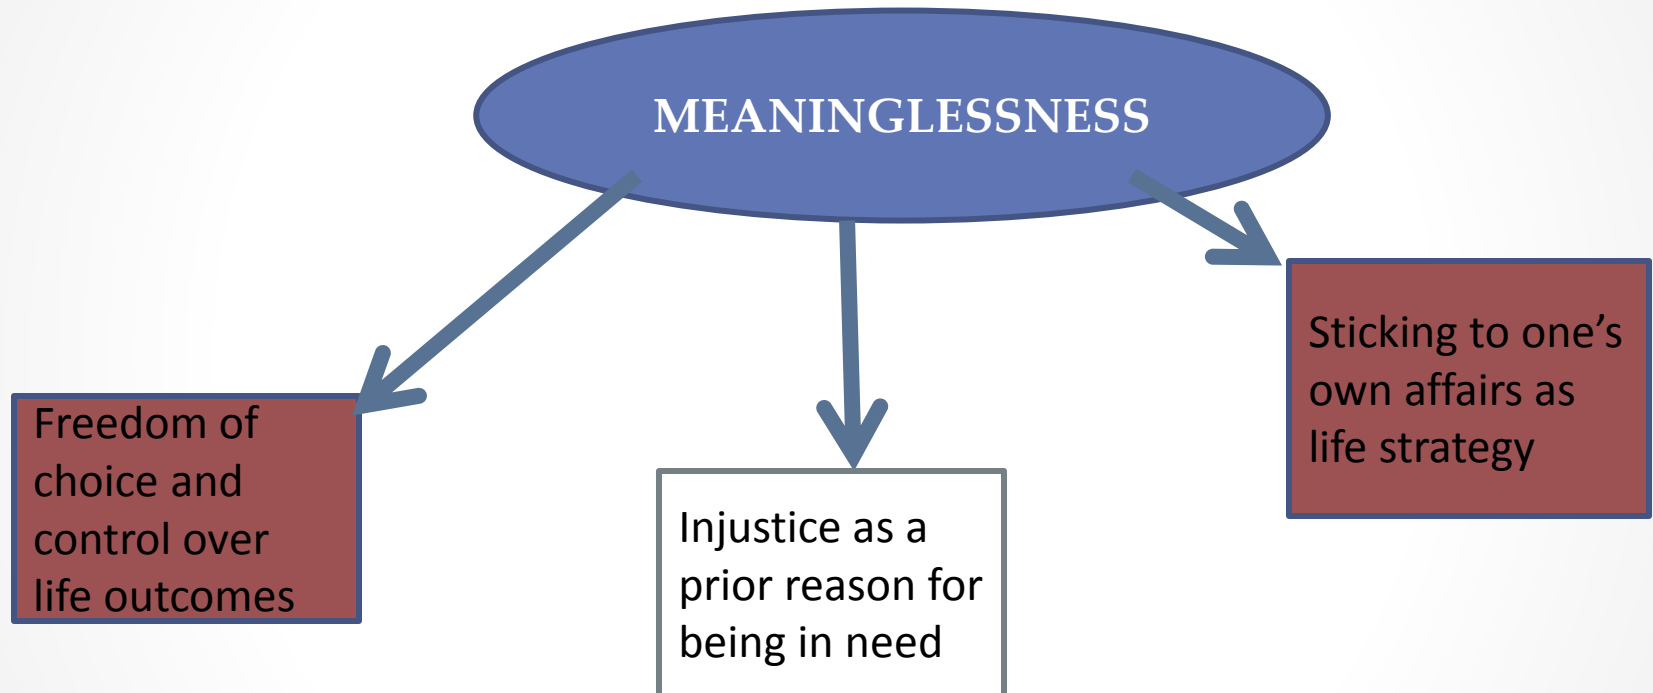 MEANINGLESSNESS
Freedom of
choice and
control over
life outcomes
Injustice as a
prior reason for
being in need
Sticking to one’s
own affairs as
life strategy